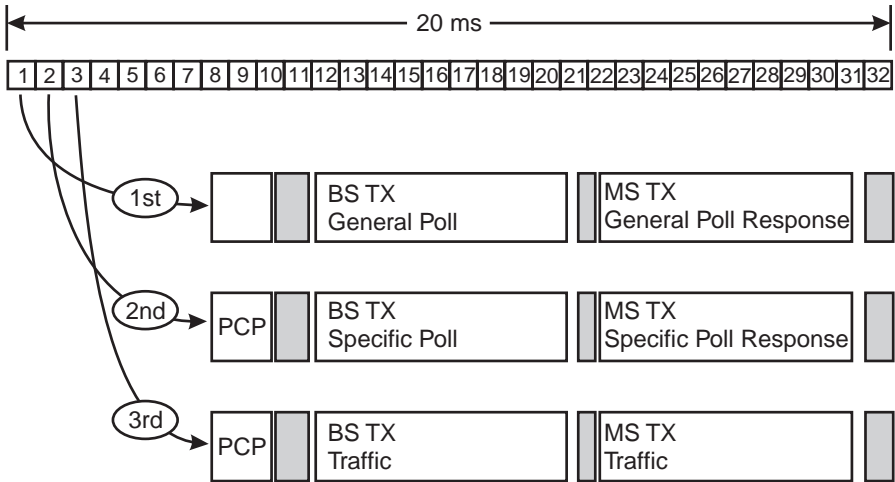 20 ms
1 2 3 4 5 6 7 8 9 10 11 12 13 14 15 16 17 18 19 20 21 22 23 24 25 26 27 28 29 30 31 32
1st
BS TX
General Poll
MS TX
General Poll Response
2nd
PCP
BS TX
Specific Poll
MS TX
Specific Poll Response
3rd
PCP
BS TX
Traffic
MS TX
Traffic